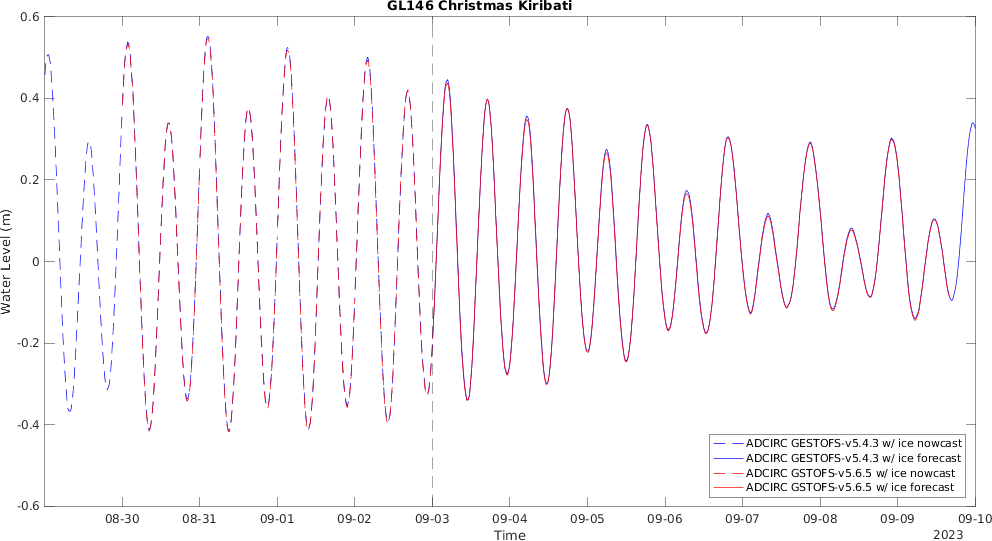 GL146 Christmas Kiribati
0.6
0.4
0.2
0
-0.2
-0.4
-0.6
Water Level (m)
08-30 08-31 09-01 09-02 09-03 09-04 09-05 09-06 09-07 09-08 09-09 09-10
Time
2023
ADCIRC GESTOFS-v5.4.3 w/ ice nowcast
ADCIRC GESTOFS-v5.4.3 w/ ice forecast
ADCIRC GSTOFS-v5.6.5 w/ ice nowcast
ADCIRC GSTOFS-v5.6.5 w/ ice forecast